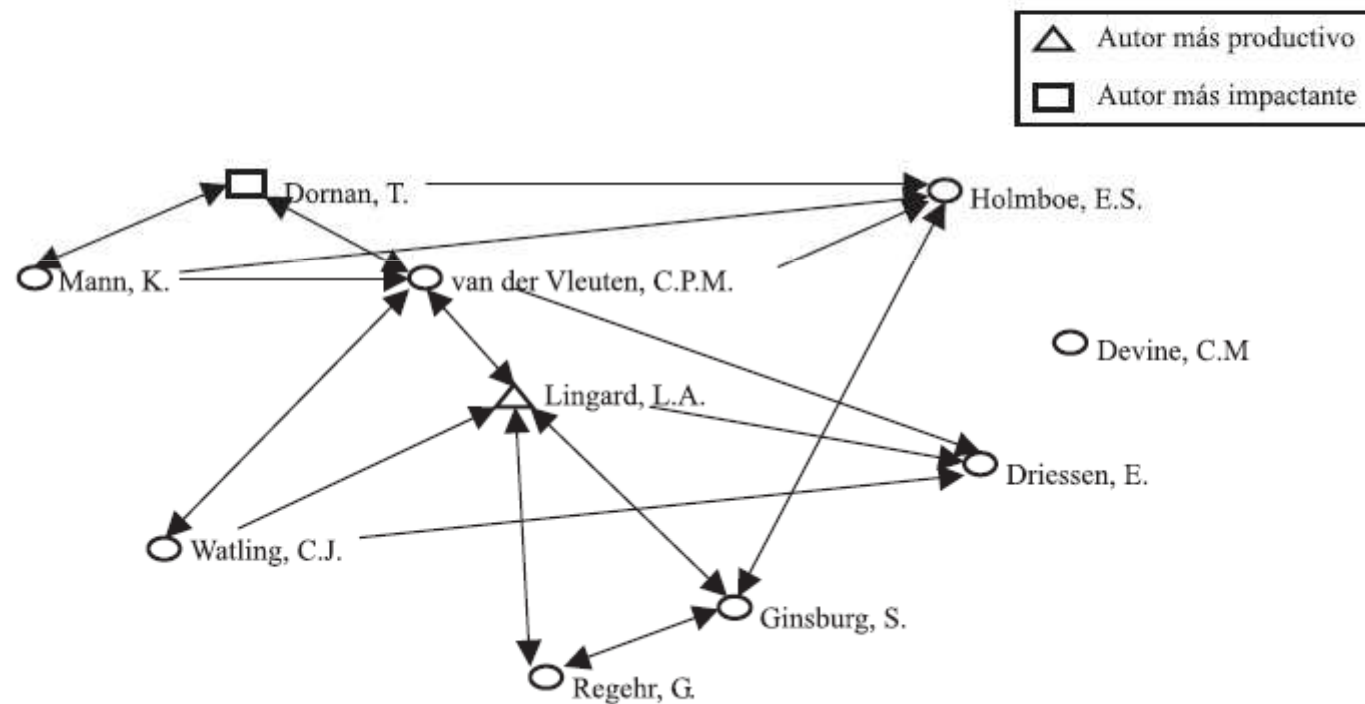 Autor más productivo
Autor más impactante
Dornan, T.
Holmboe, E.S.
Mann, K.
van der Vleuten, C.P.M.
Devine, C.M
Lingard, L.A.
Driessen, E.
Watling, C.J.
Ginsburg, S.
Regehr, G.